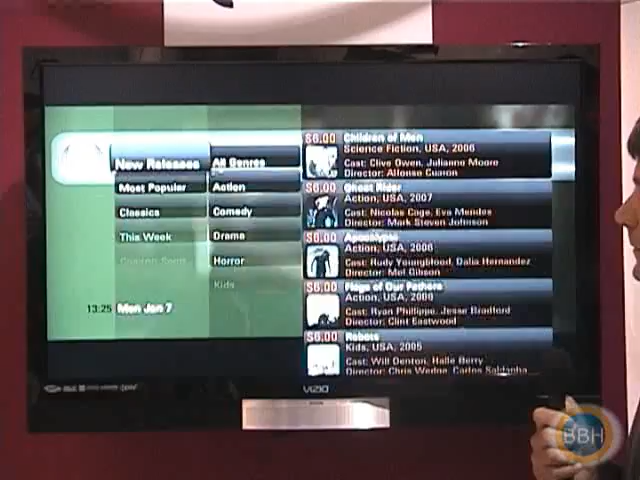 New Releases
Most Popular
Classics
This Week
13:25 Mon Jan 7
All Genres
Action
Comedy
Drama
Horror
Kids
$6.00 Children of Men
Science Fiction, USA, 2006
Cast: Clive Owen, Julianne Moore
Director: Alfonso Cuaron
$6.00 Ghost Rider
Action, USA, 2007
Cast: Nicolas Cage, Eva Mendes
Director: Mark Steven Johnson
$6.00 Apocalypto
Action, USA, 2006
Cast: Rudy Youngblood, Dalia Hernandez
Director: Mel Gibson
$6.00 Flags of Our Fathers
Action, USA, 2006
Cast: Ryan Phillippe, Jesse Bradford
Director: Clint Eastwood
$6.00 Robots
Kids, USA, 2005
Cast: Will Denton, Halle Berry
Director: Chris Wedge, Carlos Saldanha
VIZIO
BBH